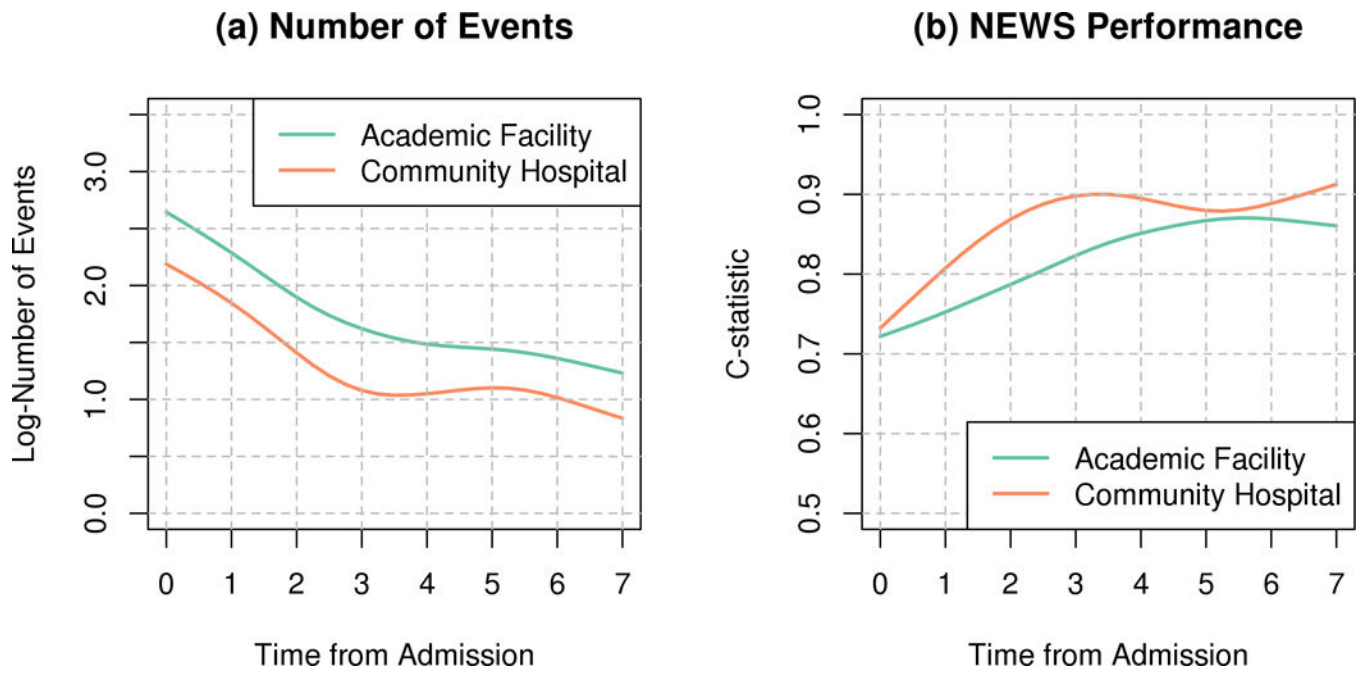 (a) Number of Events
Log-Number of Events
3.0
2.0
1.0
0.0
Academic Facility
Community Hospital
0 1 2 3 4 5 6 7
Time from Admission
(b) NEWS Performance
C-statistic
1.0
0.9
0.8
0.7
0.6
0.5
Academic Facility
Community Hospital
0 1 2 3 4 5 6 7
Time from Admission